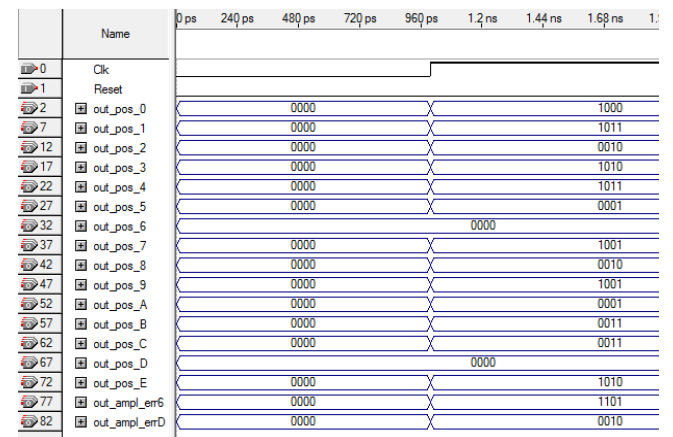 Name 0 ps 240 ps 480 ps 720 ps 960 ps 1.2 ns 1.44 ns 1.68 ns 1.
0 Clk
1 Reset
2 out_pos_0 0000 1000
7 out_pos_1 0000 1011
12 out_pos_2 0000 0010
17 out_pos_3 0000 1010
22 out_pos_4 0000 1011
27 out_pos_5 0000 0001
32 out_pos_6 0000
37 out_pos_7 0000 1001
42 out_pos_8 0000 0010
47 out_pos_9 0000 1001
52 out_pos_A 0000 0001
57 out_pos_B 0000 0011
62 out_pos_C 0000 0011
67 out_pos_D 0000
72 out_pos_E 0000 1010
77 out_ampl_err6 0000 1101
82 out_ampl_errD 0000 0010